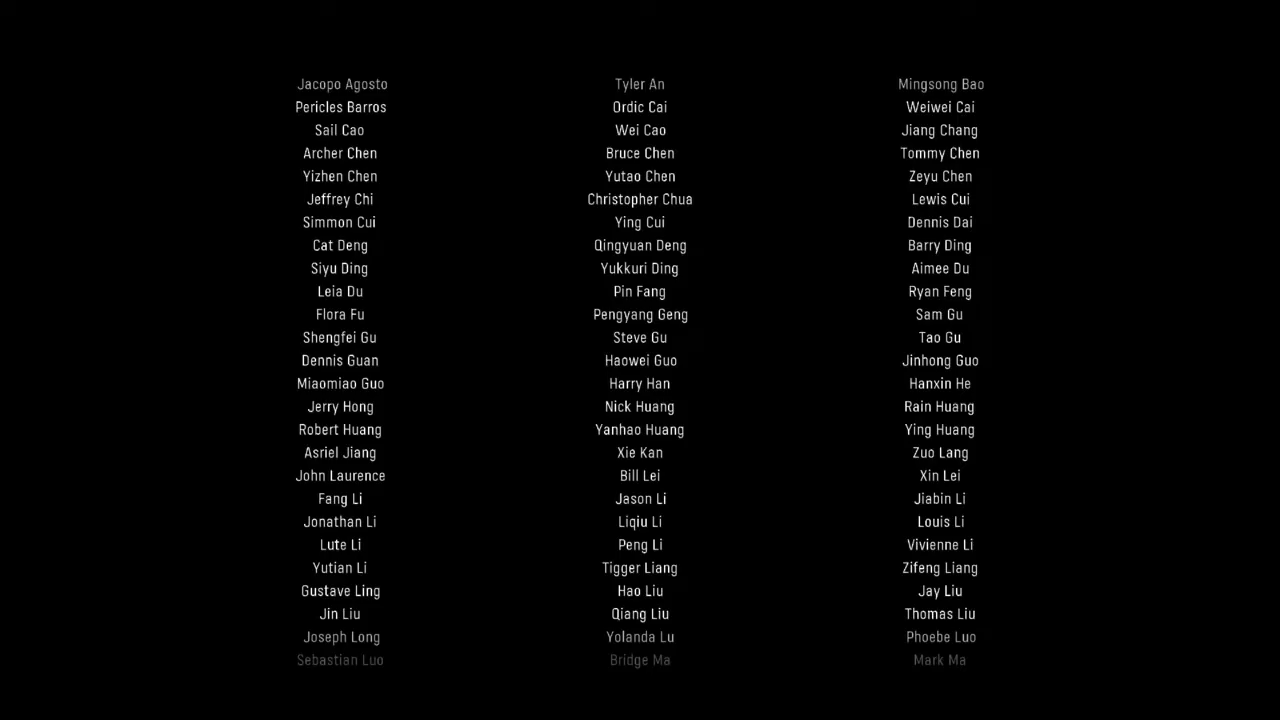 Jacopo Agosto Tyler An Mingsong Bao
Pericles Barros Ordic Cai Weiwei Cai
Sail Cao Wei Cao Jiang Chang
Archer Chen Bruce Chen Tommy Chen
Yizhen Chen Yutao Chen Zeyu Chen
Jeffrey Chi Christopher Chua Lewis Cui
Simmon Cui Ying Cui Dennis Dai
Cat Deng Qingyuan Deng Barry Ding
Siyu Ding Yukkuri Ding Aimee Du
Leia Du Pin Fang Ryan Feng
Flora Fu Pengyang Geng Sam Gu
Shengfei Gu Steve Gu Tao Gu
Dennis Guan Haowei Guo Jinhong Guo
Miaomiao Guo Harry Han Hanxin He
Jerry Hong Nick Huang Rain Huang
Robert Huang Yanhao Huang Ying Huang
Asriel Jiang Xie Kan Zuo Lang
John Laurence Bill Lei Xin Lei
Fang Li Jason Li Jiabin Li
Jonathan Li Liqiu Li Louis Li
Lute Li Peng Li Vivienne Li
Yutian Li Tigger Liang Zifeng Liang
Gustave Ling Hao Liu Jay Liu
Jin Liu Qiang Liu Thomas Liu
Joseph Long Yolanda Lu Phoebe Luo
Sebastian Luo Bridge Ma Mark Ma